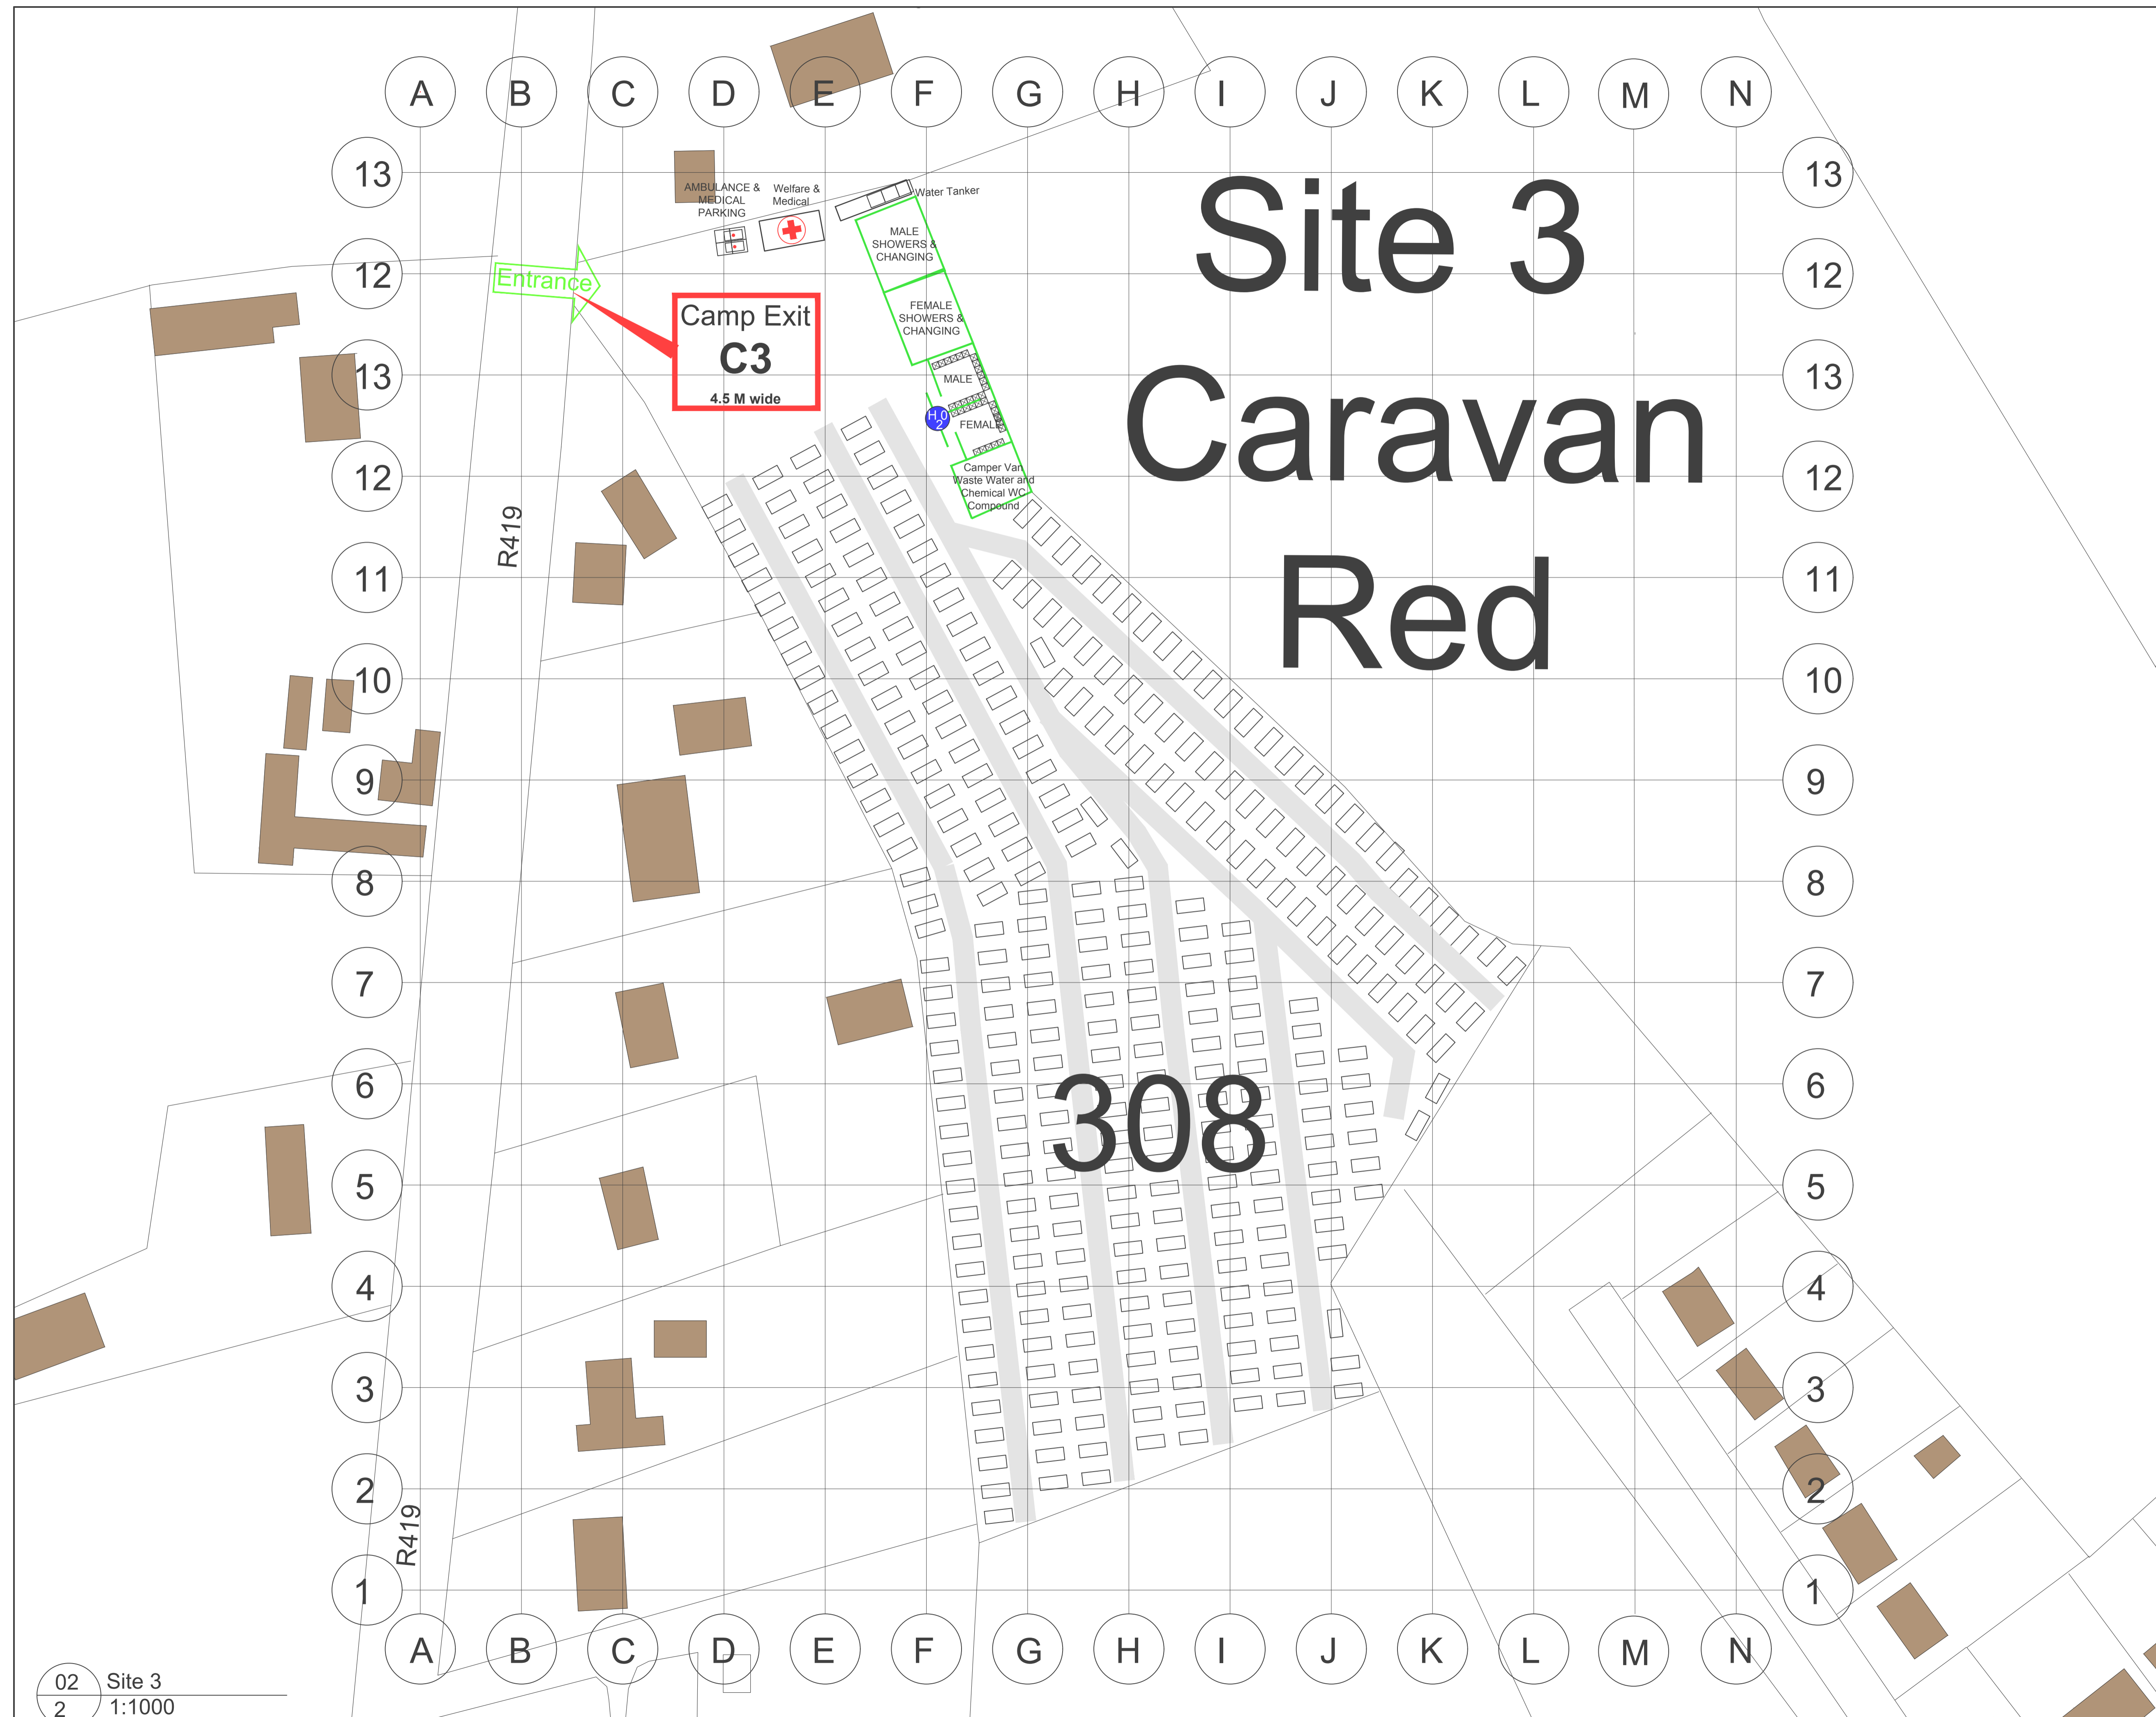 A B C D E F G H I J K L M N
13 13
AMBULANCE &
MEDICAL
PARKING
Welfare &
Medical
Water Tanker
MALE
SHOWERS &
CHANGING
Site 3
Caravan
Red
12 12
Entrance
Camp Exit
C3
4.5 M wide
FEMALE
SHOWERS &
CHANGING
13 13
MALE
H 0
2
FEMALE
12 12
Camper Van
Waste Water and
Chemical WC
Compound
R419
11 11
10 10
9 9
8 8
7 7
6 6
308
5 5
4 4
3 3
2 2
R419
1 1
A B C D E F G H I J K L M N
02
2
Site 3
1:1000